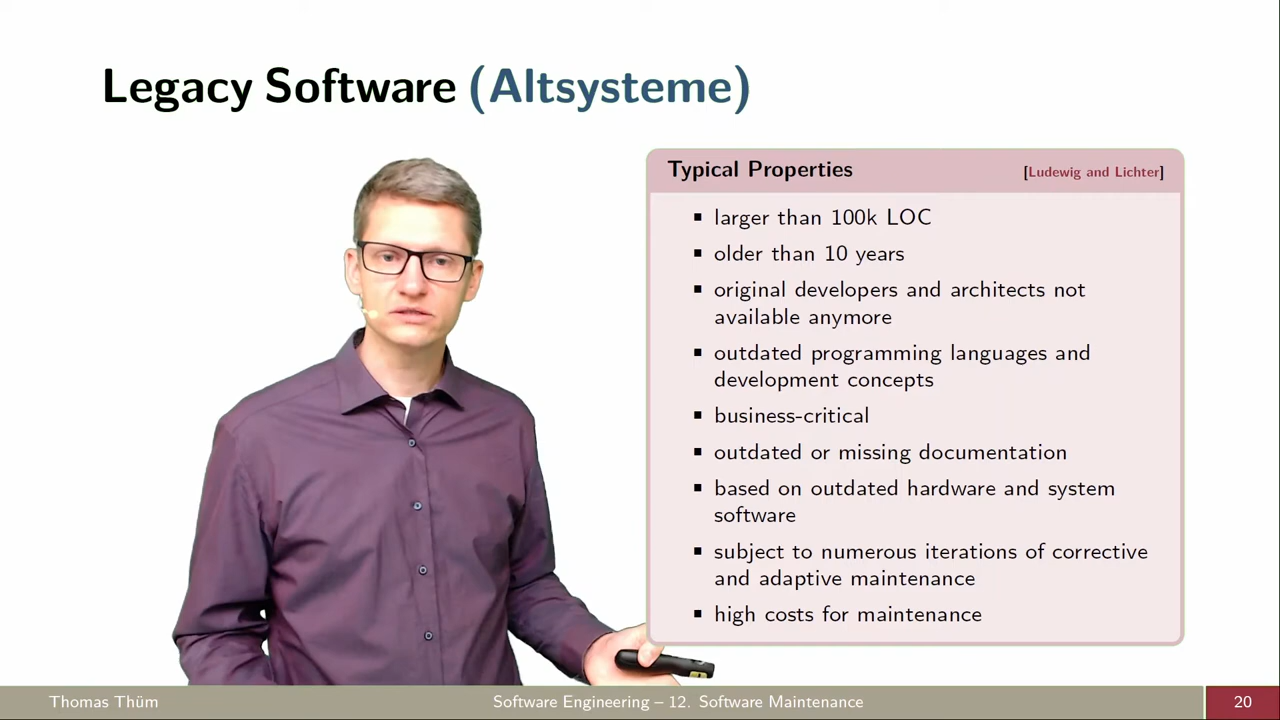 Legacy Software (Altsysteme)
Typical Properties [Ludewig and Lichter]
▪ larger than 100k LOC
▪ older than 10 years
▪ original developers and architects not
available anymore
▪ outdated programming languages and
development concepts
▪ business-critical
▪ outdated or missing documentation
▪ based on outdated hardware and system
software
▪ subject to numerous iterations of corrective
and adaptive maintenance
▪ high costs for maintenance
Thomas Thüm Software Engineering – 12. Software Maintenance 20